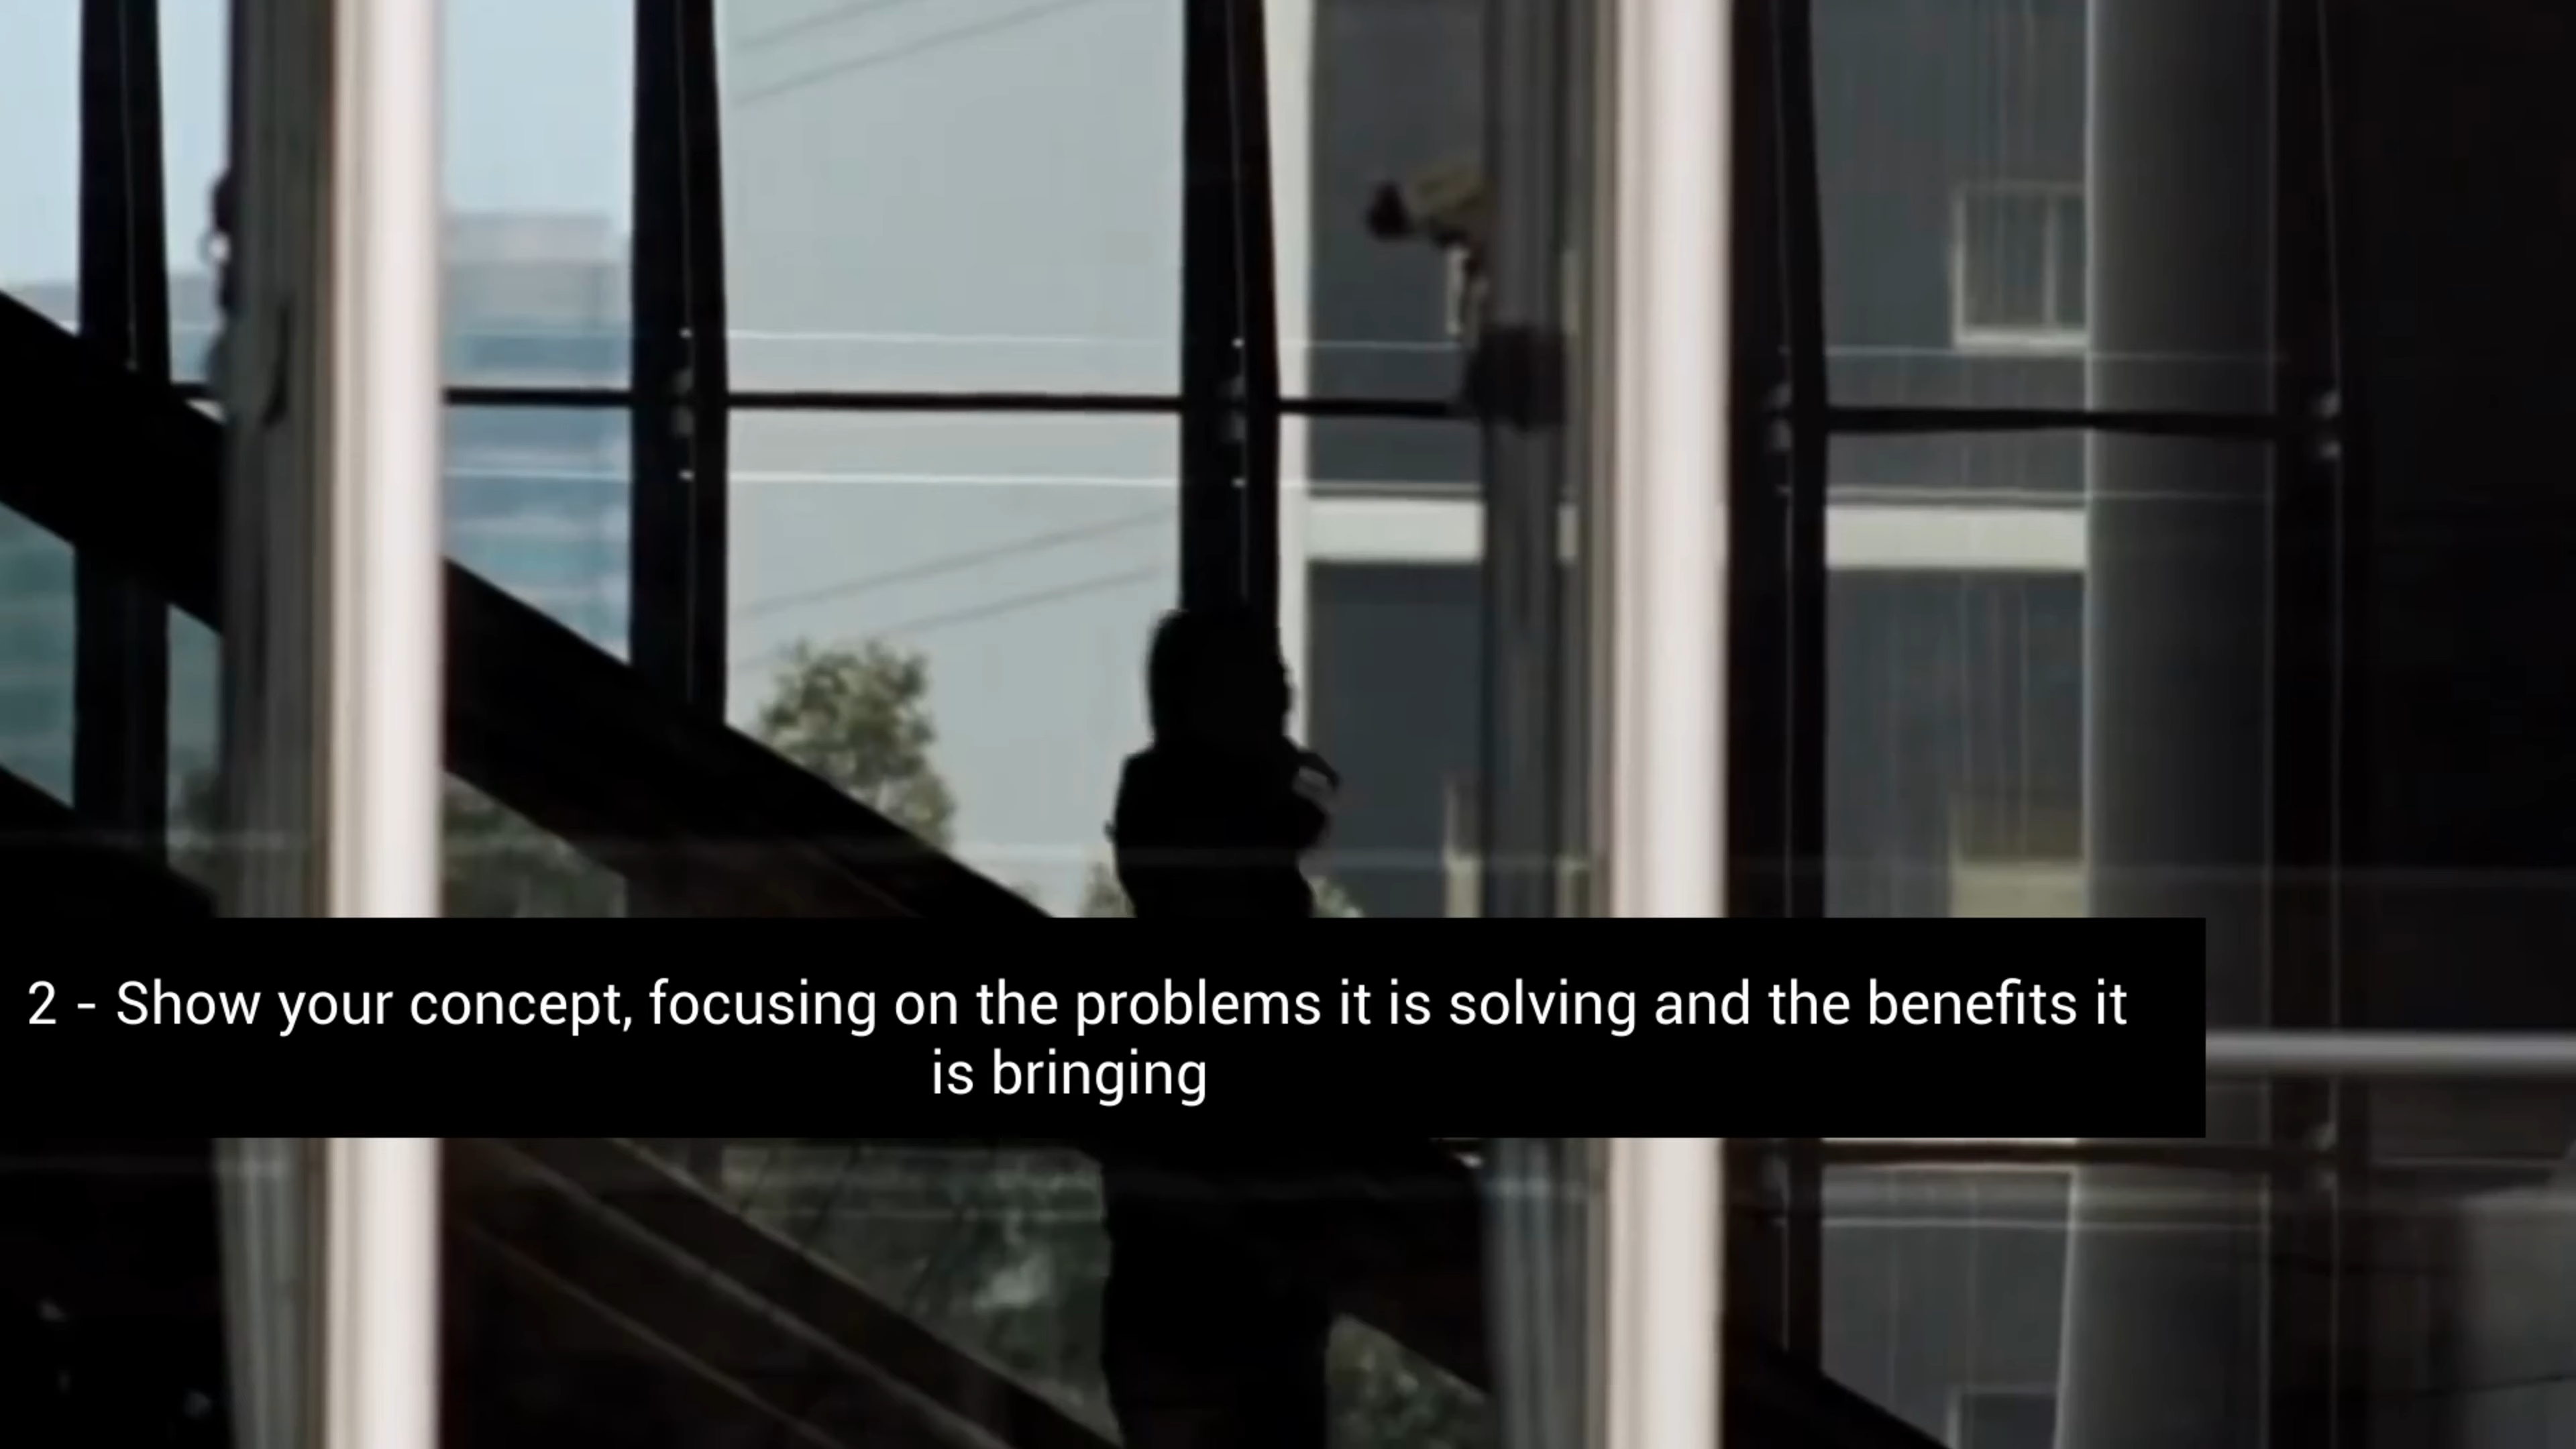 2 - Show your concept, focusing on the problems it is solving and the benefits it
is bringing